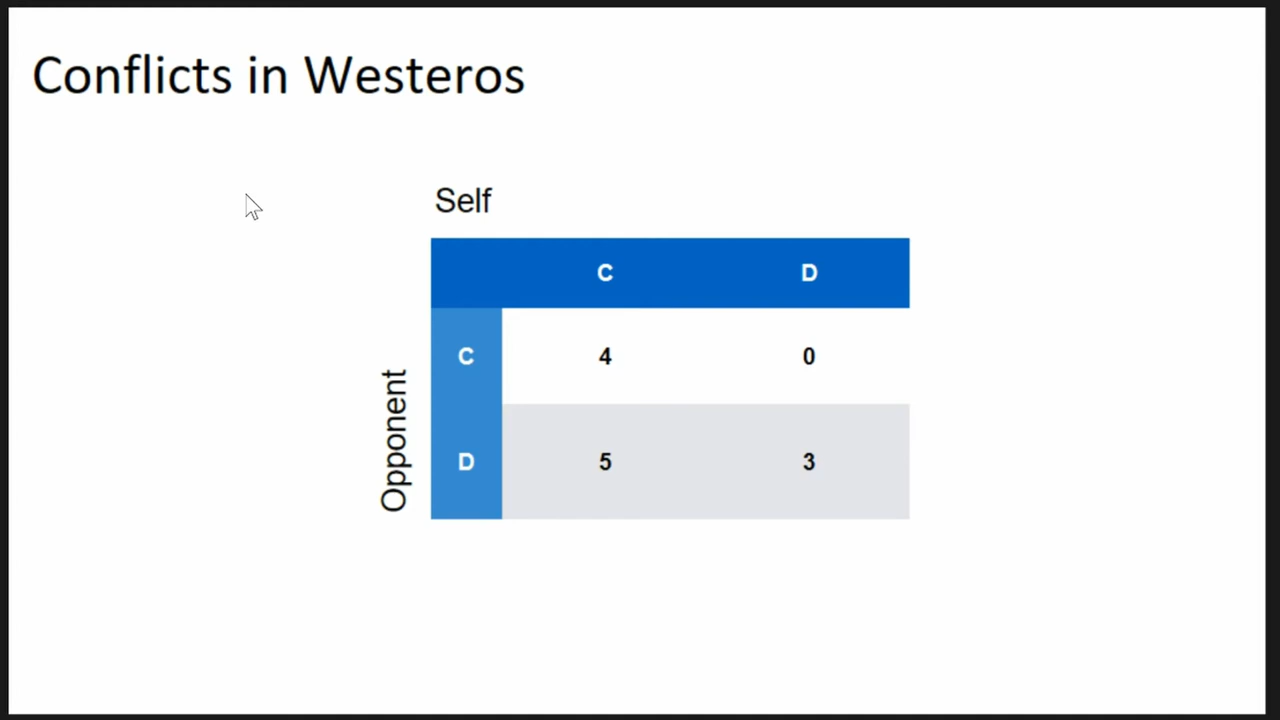 Conflicts in Westeros
Self
C D
C 4 0
Opponent
D 5 3